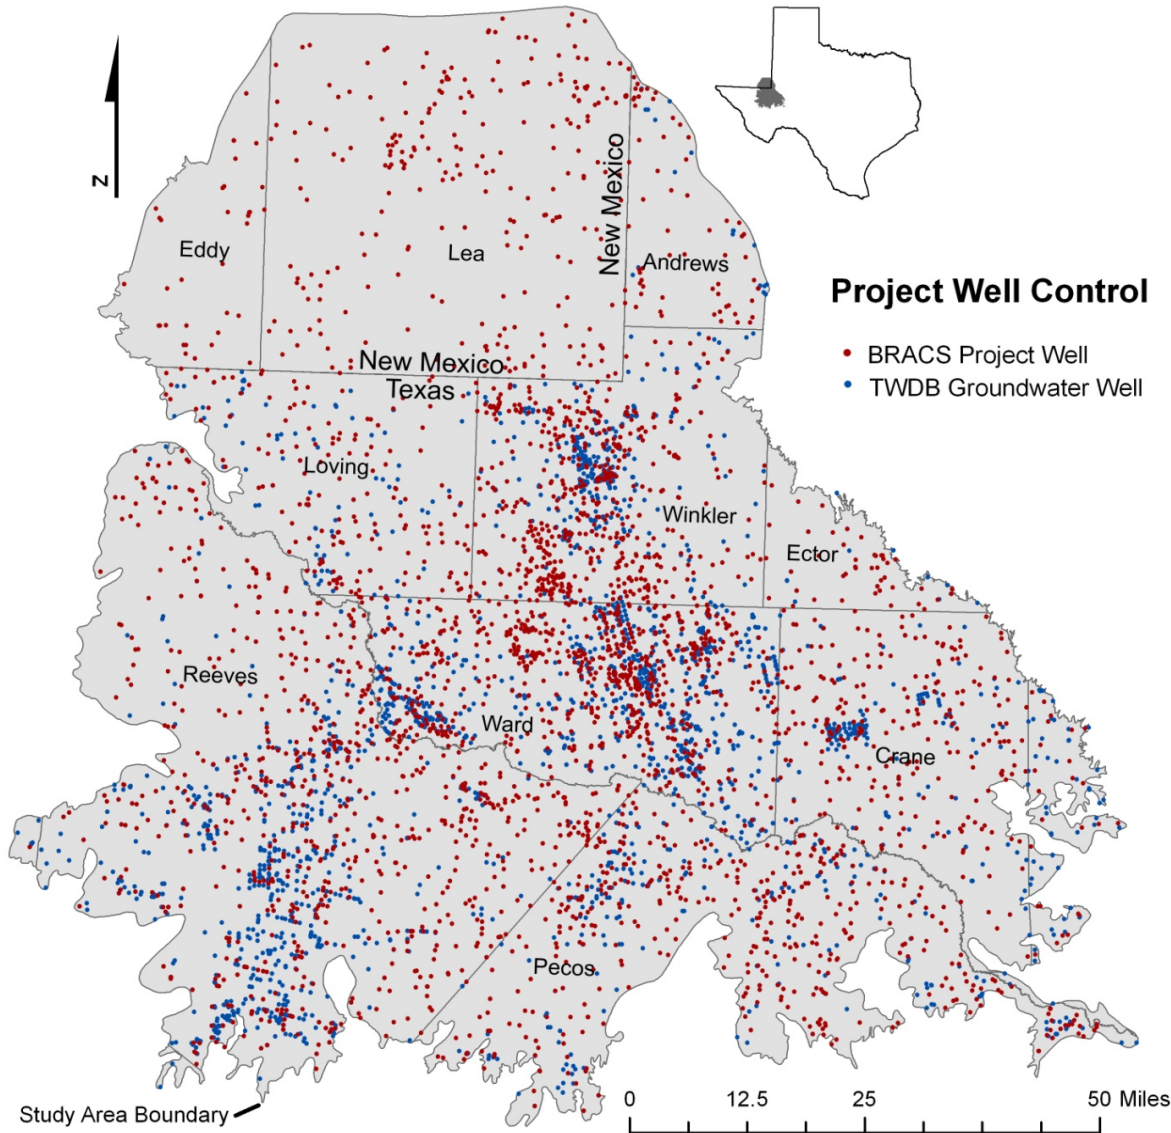 N
New Mexico
Eddy
Lea
Andrews
Project Well Control
BRACS Project Well
TWDB Groundwater Well
New Mexico
Texas
Loving
Winkler
Ector
Reeves
Ward
Crane
Pecos
Study Area Boundary
0 12.5 25 50 Miles